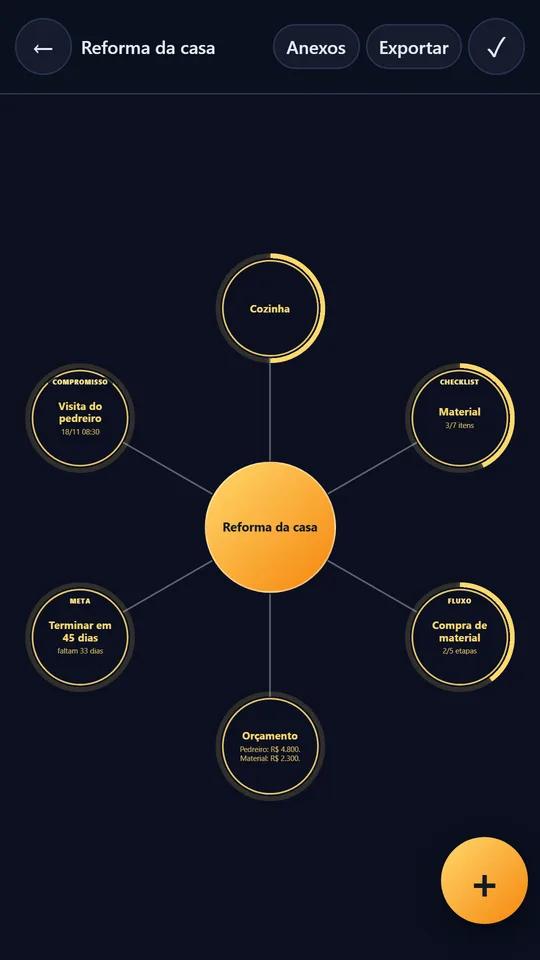 ←
Reforma da casa
Anexos
Exportar
✓
Cozinha
COMPROMISSO
Visita do
pedreiro
18/11 08:30
CHECKLIST
Material
3/7 itens
Reforma da casa
META
Terminar em
45 dias
faltam 33 dias
FLUXO
Compra de
material
2/5 etapas
Orçamento
Pedreiro: R$ 4.800.
Material: R$ 2.300.
+